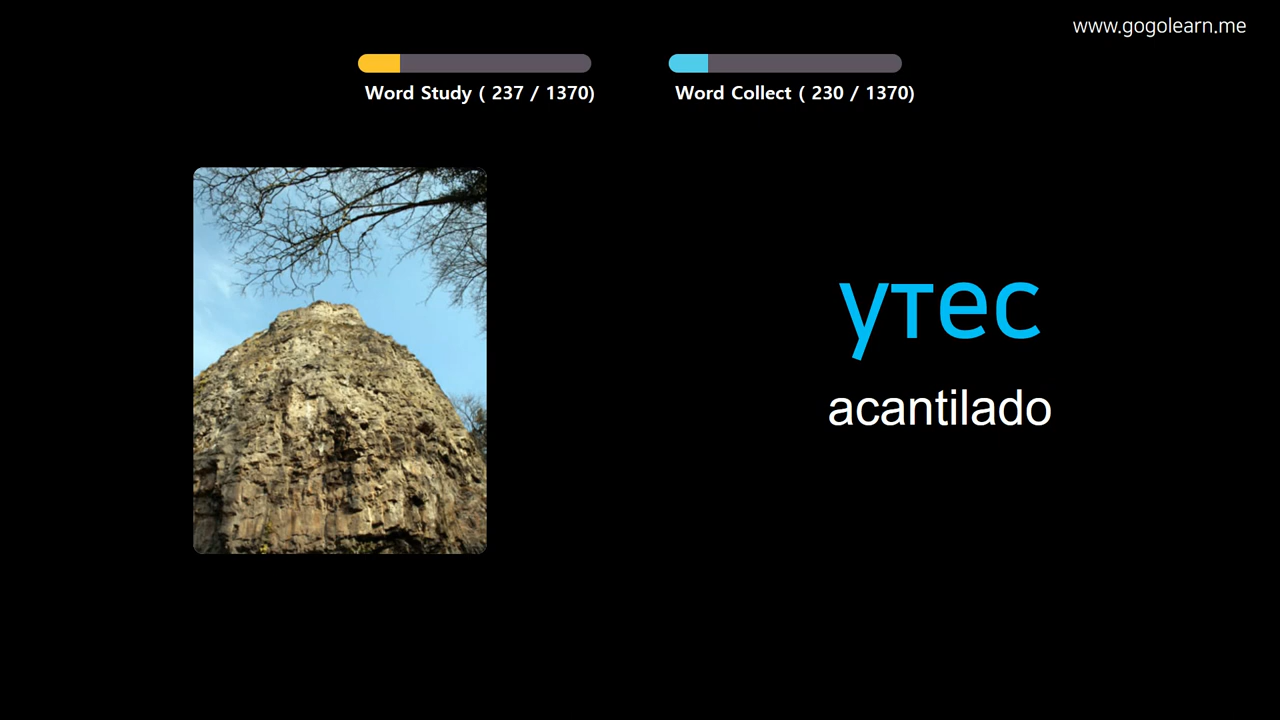 www.gogolearn.me
Word Study ( 237 / 1370)
Word Collect ( 230 / 1370)
утес
acantilado